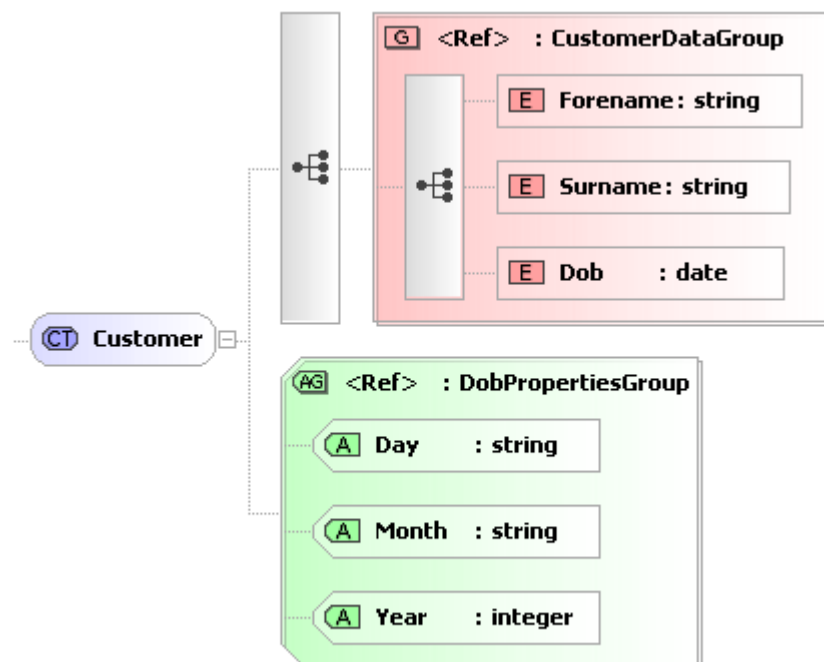 G <Ref> : CustomerDataGroup
E Forename: string
E Surname: string
E Dob : date
CT Customer
AG <Ref> : DobPropertiesGroup
A Day : string
A Month : string
A Year : integer